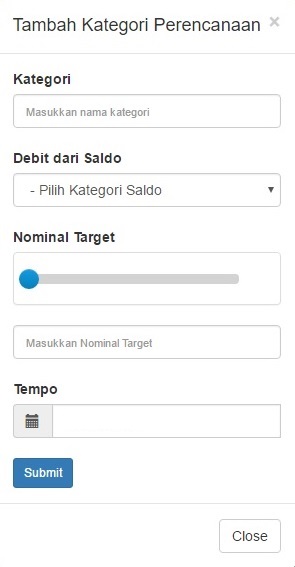 Tambah Kategori Perencanaan ×
Kategori
Masukkan nama kategori
Debit dari Saldo
- Pilih Kategori Saldo
Nominal Target
Masukkan Nominal Target
Tempo
Submit
Close